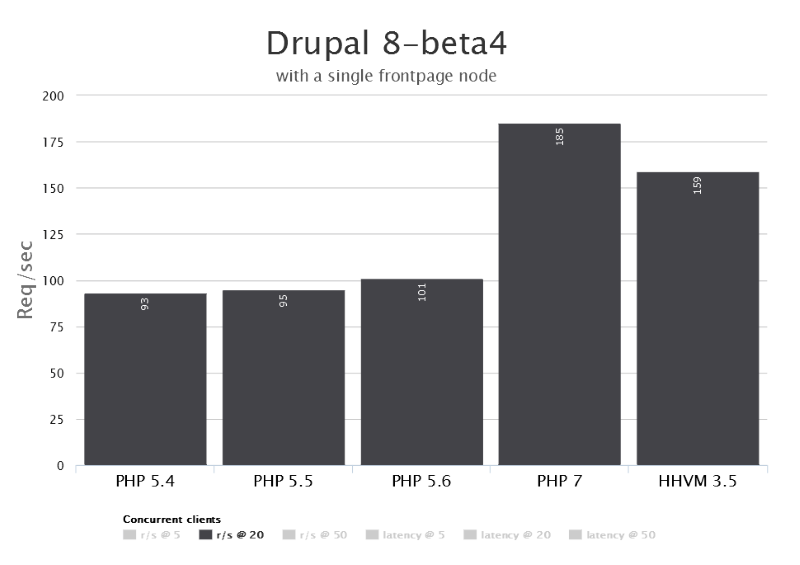 Drupal 8-beta4
with a single frontpage node
Req/sec
200
175
150
125
100
75
50
25
0
93
95
101
185
159
PHP 5.4 PHP 5.5 PHP 5.6 PHP 7 HHVM 3.5
Concurrent clients
r/s @ 5 r/s @ 20 r/s @ 50 latency @ 5 latency @ 20 latency @ 50